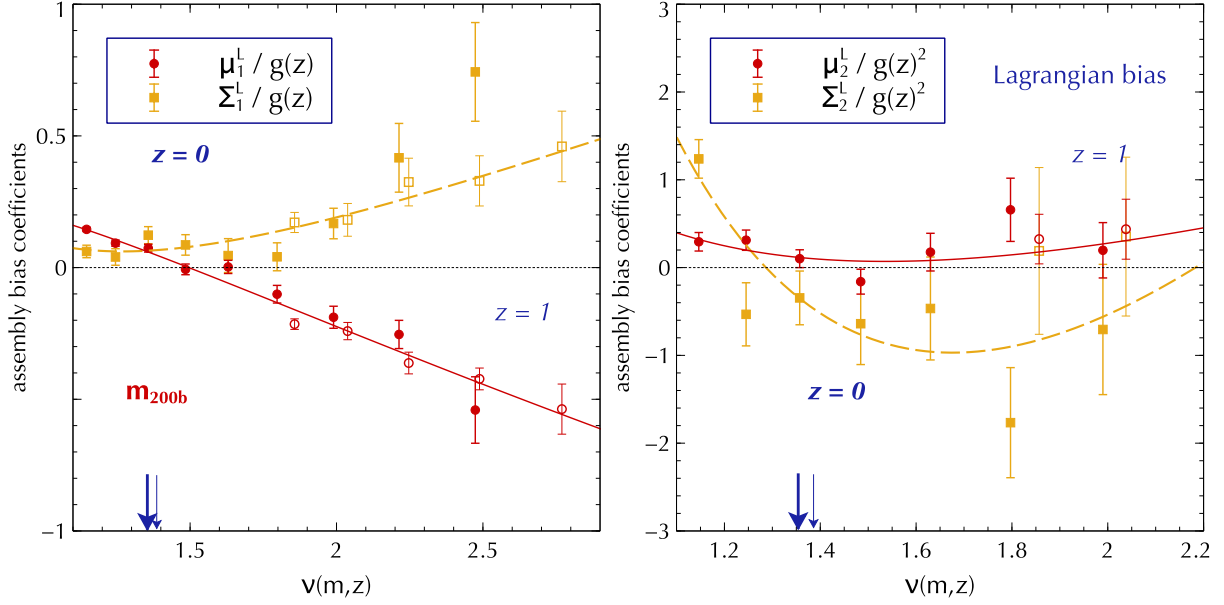 1
0.5
0
−1
assembly bias coefficients
μ₁ᴸ / g(z)
Σ₁ᴸ / g(z)
z = 0
z = 1
m₂₀₀b
1.5
2
2.5
ν(m,z)
3
2
1
0
−1
−2
−3
assembly bias coefficients
μ₂ᴸ / g(z)²
Σ₂ᴸ / g(z)²
Lagrangian bias
z = 1
z = 0
1.2
1.4
1.6
1.8
2
2.2
ν(m,z)